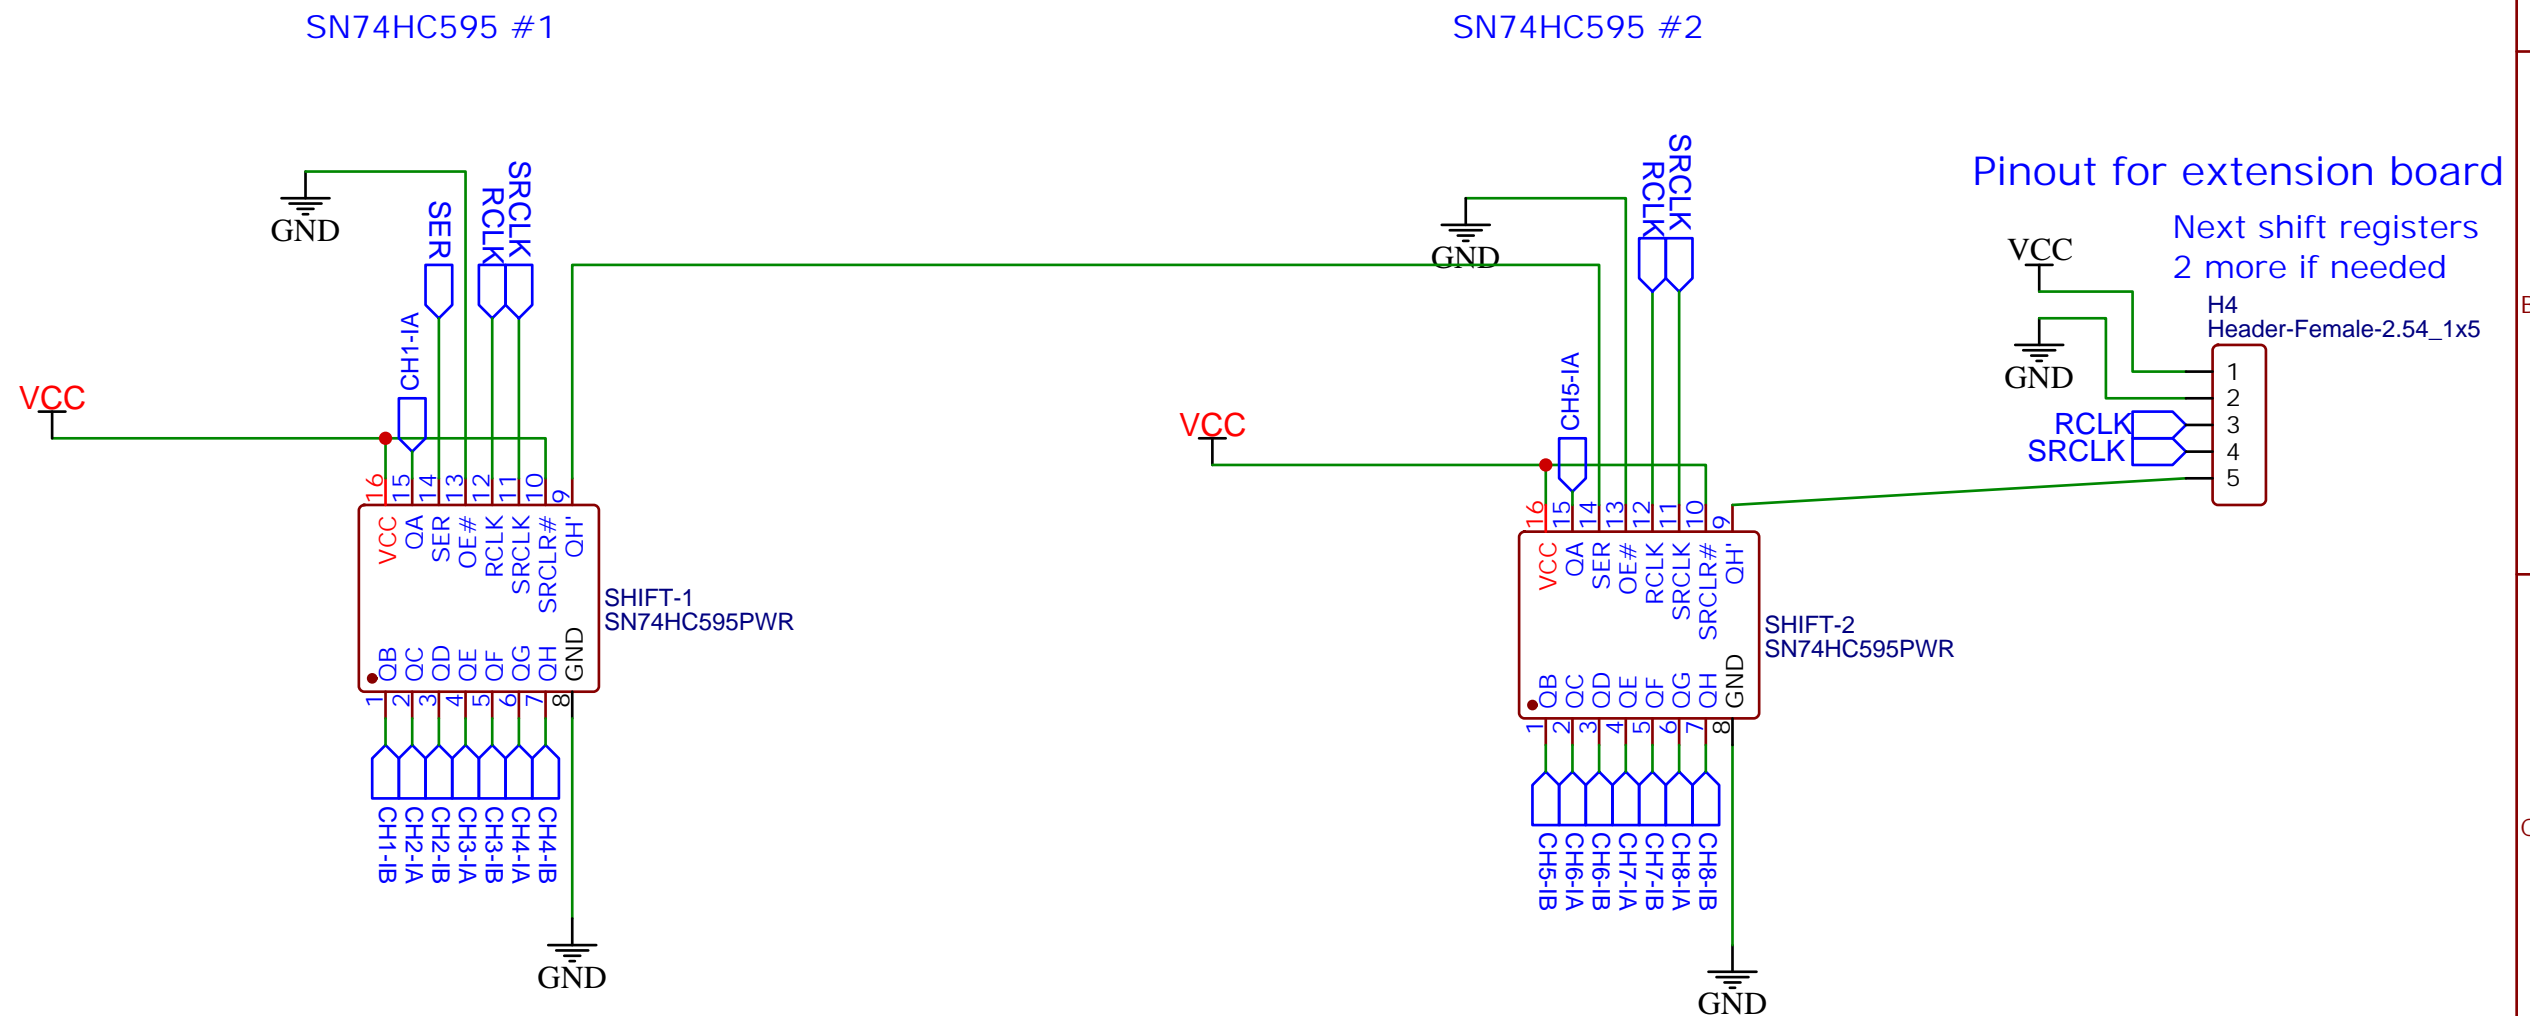 SN74HC595 #1
SN74HC595 #2
Pinout for extension board
Next shift registers
2 more if needed
H4
Header-Female-2.54_1x5
VCC
GND
RCLK
SRCLK
1
2
3
4
5
GND
SER
RCLK
SRCLK
CH1-IA
VCC
16
15
14
13
12
11
10
9
VCC
QA
SER
OE#
RCLK
SRCLK
SRCLR#
QH'
SHIFT-1
SN74HC595PWR
QB
QC
QD
QE
QF
QG
QH
GND
1
2
3
4
5
6
7
8
CH1-IB
CH2-IA
CH2-IB
CH3-IA
CH3-IB
CH4-IA
CH4-IB
GND
GND
RCLK
SRCLK
CH5-IA
VCC
16
15
14
13
12
11
10
9
VCC
QA
SER
OE#
RCLK
SRCLK
SRCLR#
QH'
SHIFT-2
SN74HC595PWR
QB
QC
QD
QE
QF
QG
QH
GND
1
2
3
4
5
6
7
8
CH5-IB
CH6-IA
CH6-IB
CH7-IA
CH7-IB
CH8-IA
CH8-IB
GND